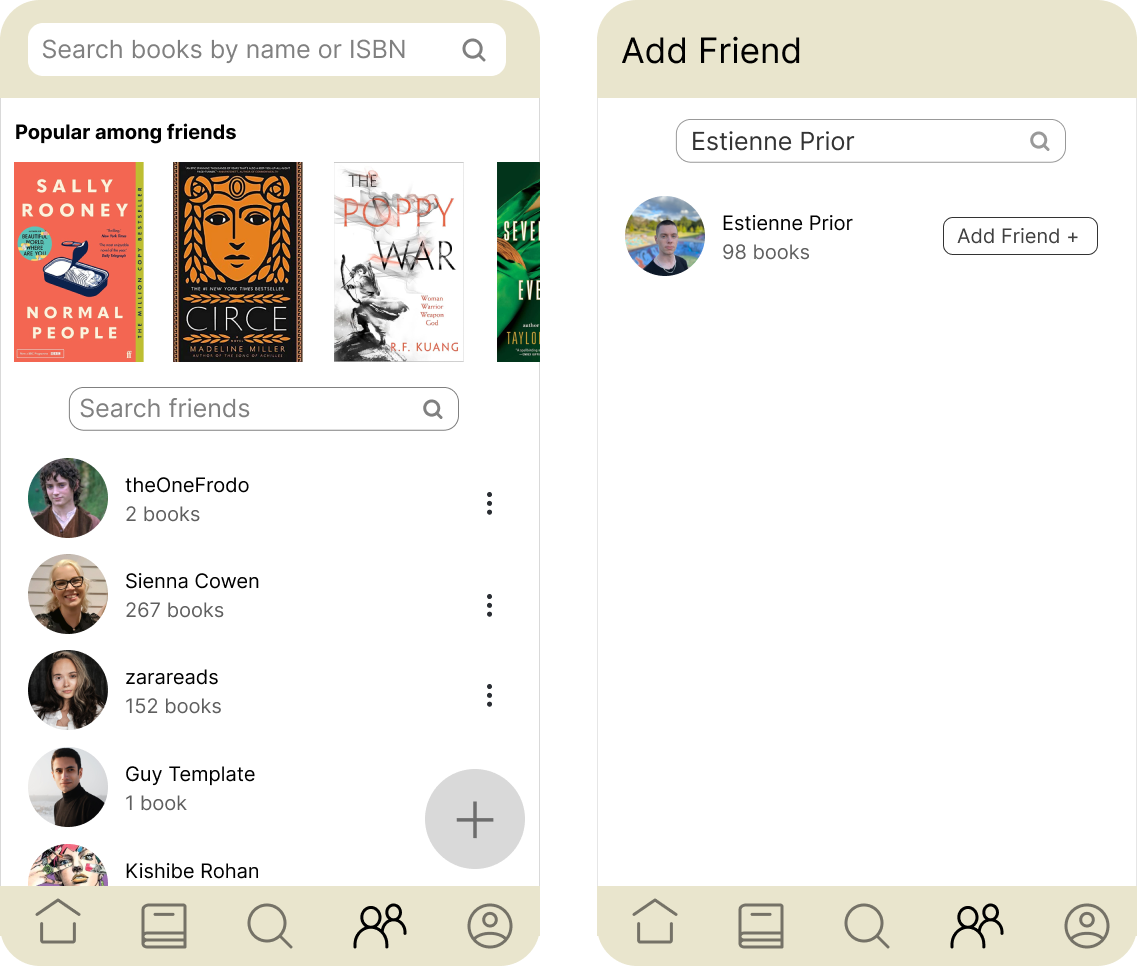 Search books by name or ISBN
Popular among friends
SALLY
ROONEY
BEAUTIFUL
WORLD
WHERE
ARE YOU
NORMAL
PEOPLE
THE MILLION COPY BESTSELLER
THE #1 NEW YORK TIMES BESTSELLER
CIRCE
A NOVEL
MADELINE MILLER
AUTHOR OF THE SONG OF ACHILLES
THE
POPPY
WAR
Woman
Warrior
Weapon
God
R.F. KUANG
SEVE
EVE
author
TAYLO
Search friends
theOneFrodo
2 books
Sienna Cowen
267 books
zarareads
152 books
Guy Template
1 book
Kishibe Rohan
Add Friend
Estienne Prior
Estienne Prior
98 books
Add Friend +